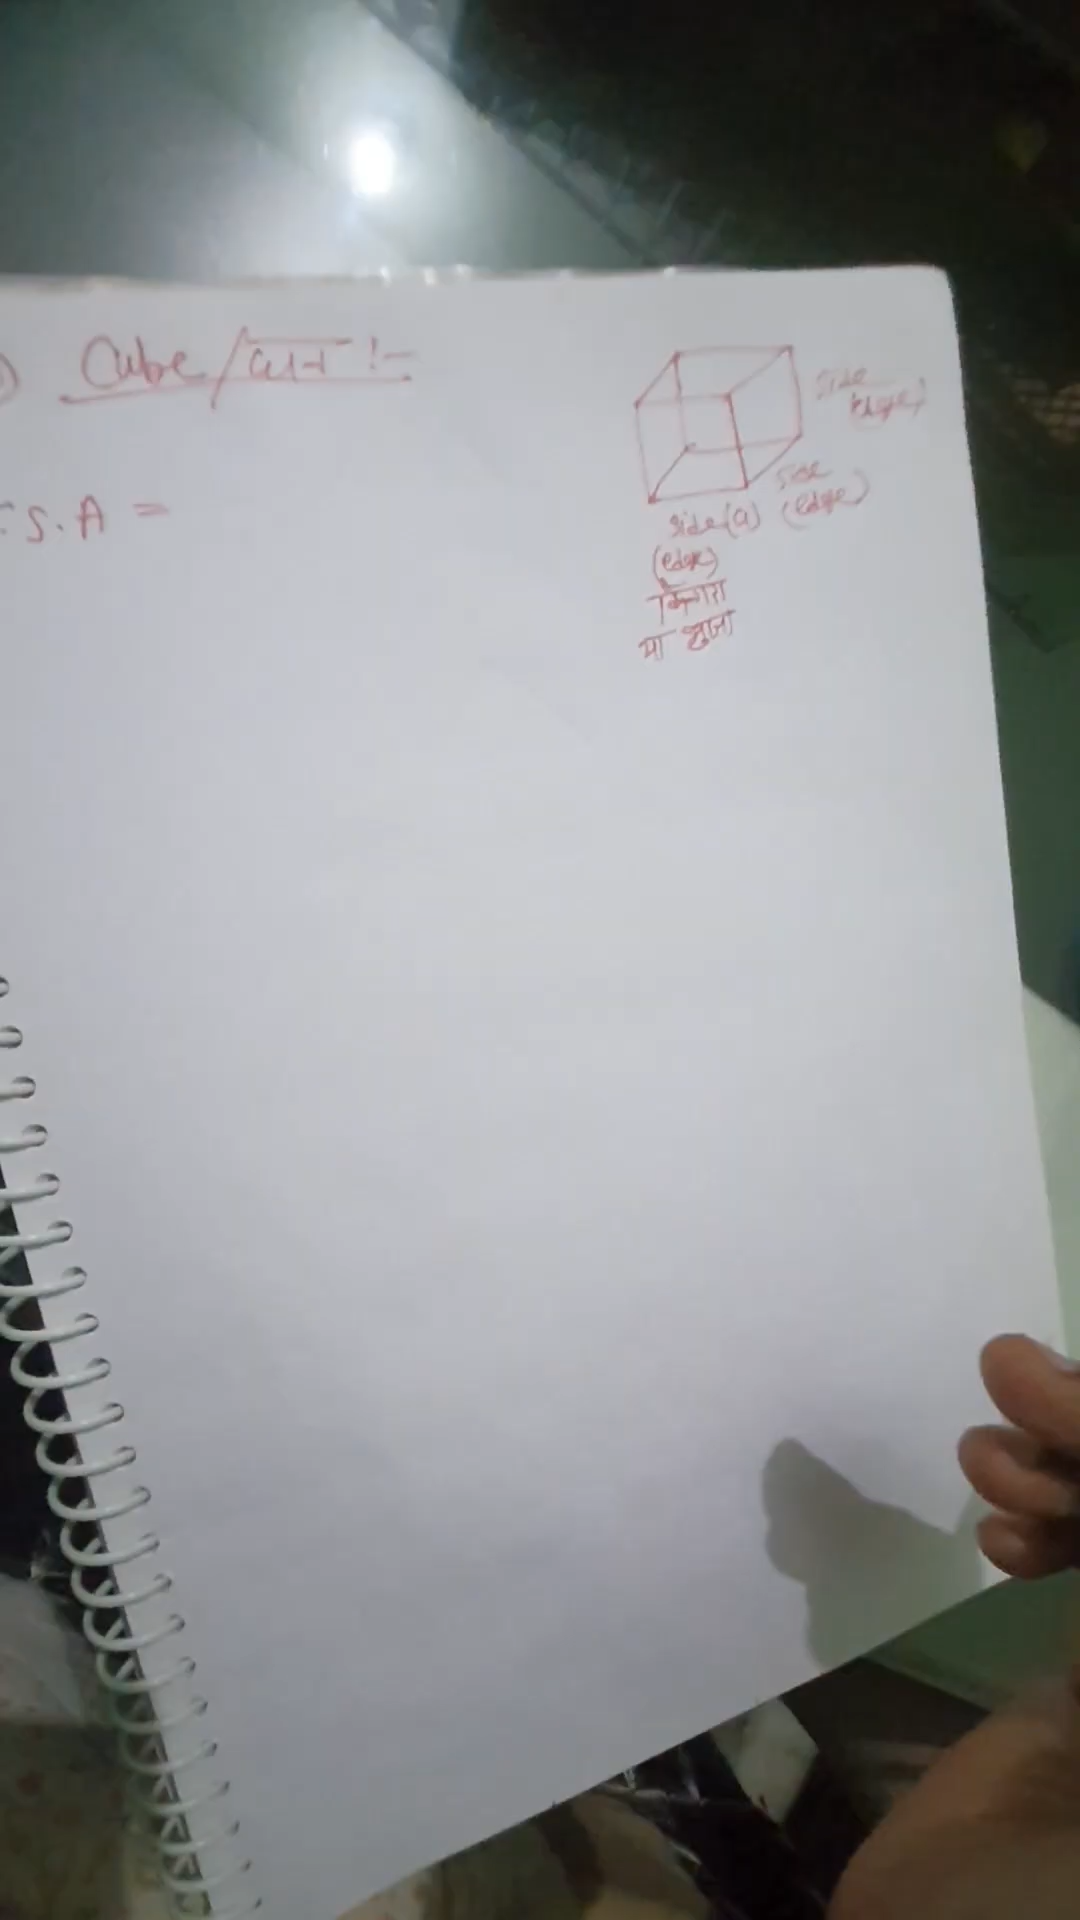 Cube/घन :-
T.S.A =
side
(edge)
side
(edge)
side(a)
(edge)
किनारा
या भुजा